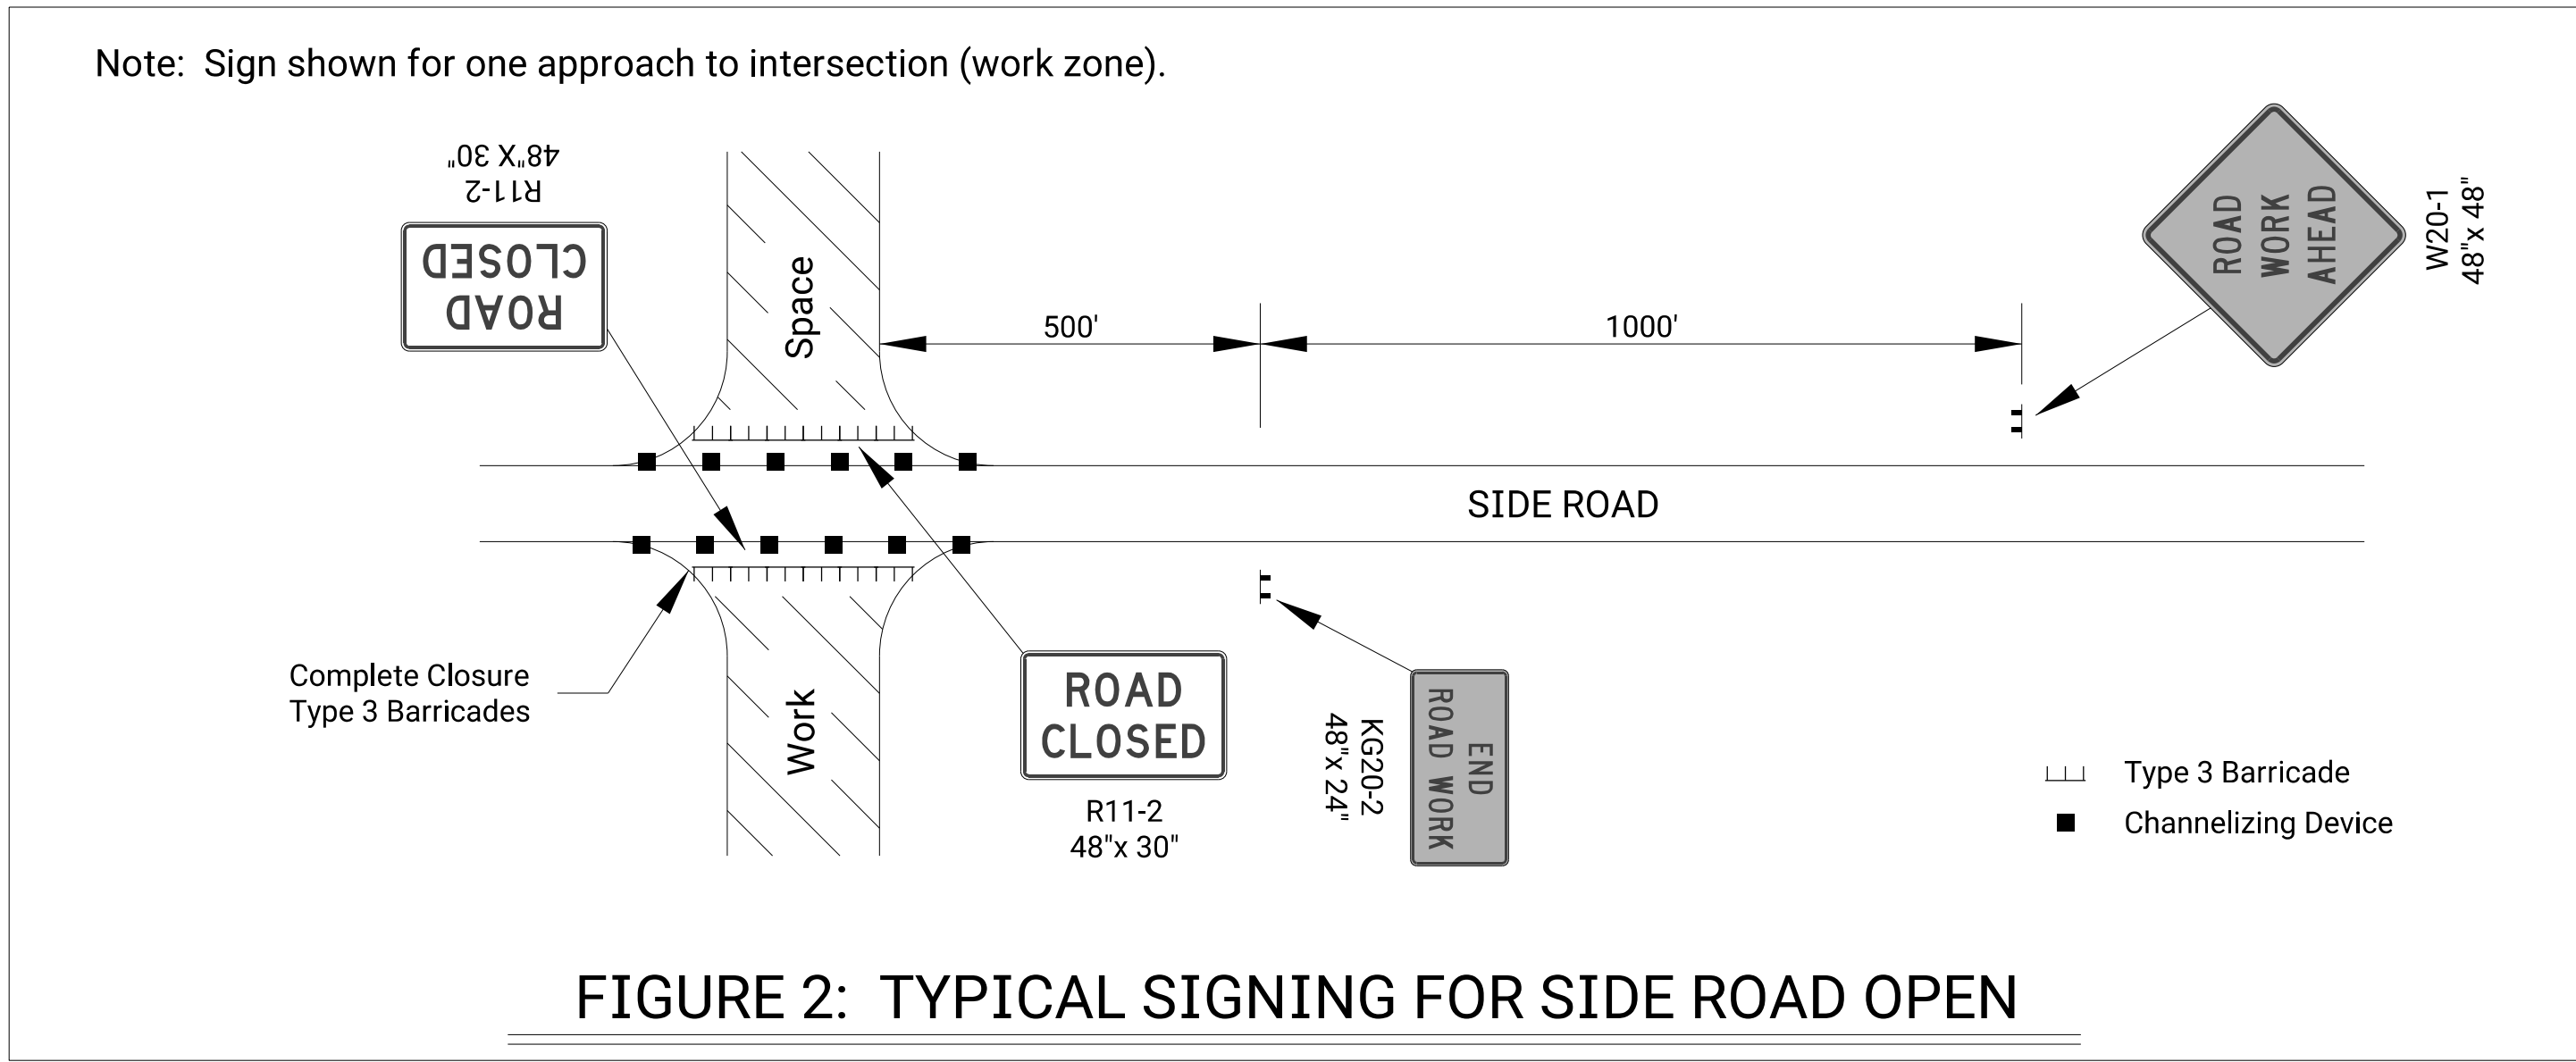 Note: Sign shown for one approach to intersection (work zone).
R11-2
48"X 30"
ROAD
CLOSED
Space
500'
1000'
ROAD
WORK
AHEAD
W20-1
48"x 48"
SIDE ROAD
Complete Closure
Type 3 Barricades
Work
ROAD
CLOSED
R11-2
48"x 30"
KG20-2
48"x 24"
END
ROAD WORK
Type 3 Barricade
Channelizing Device
FIGURE 2: TYPICAL SIGNING FOR SIDE ROAD OPEN